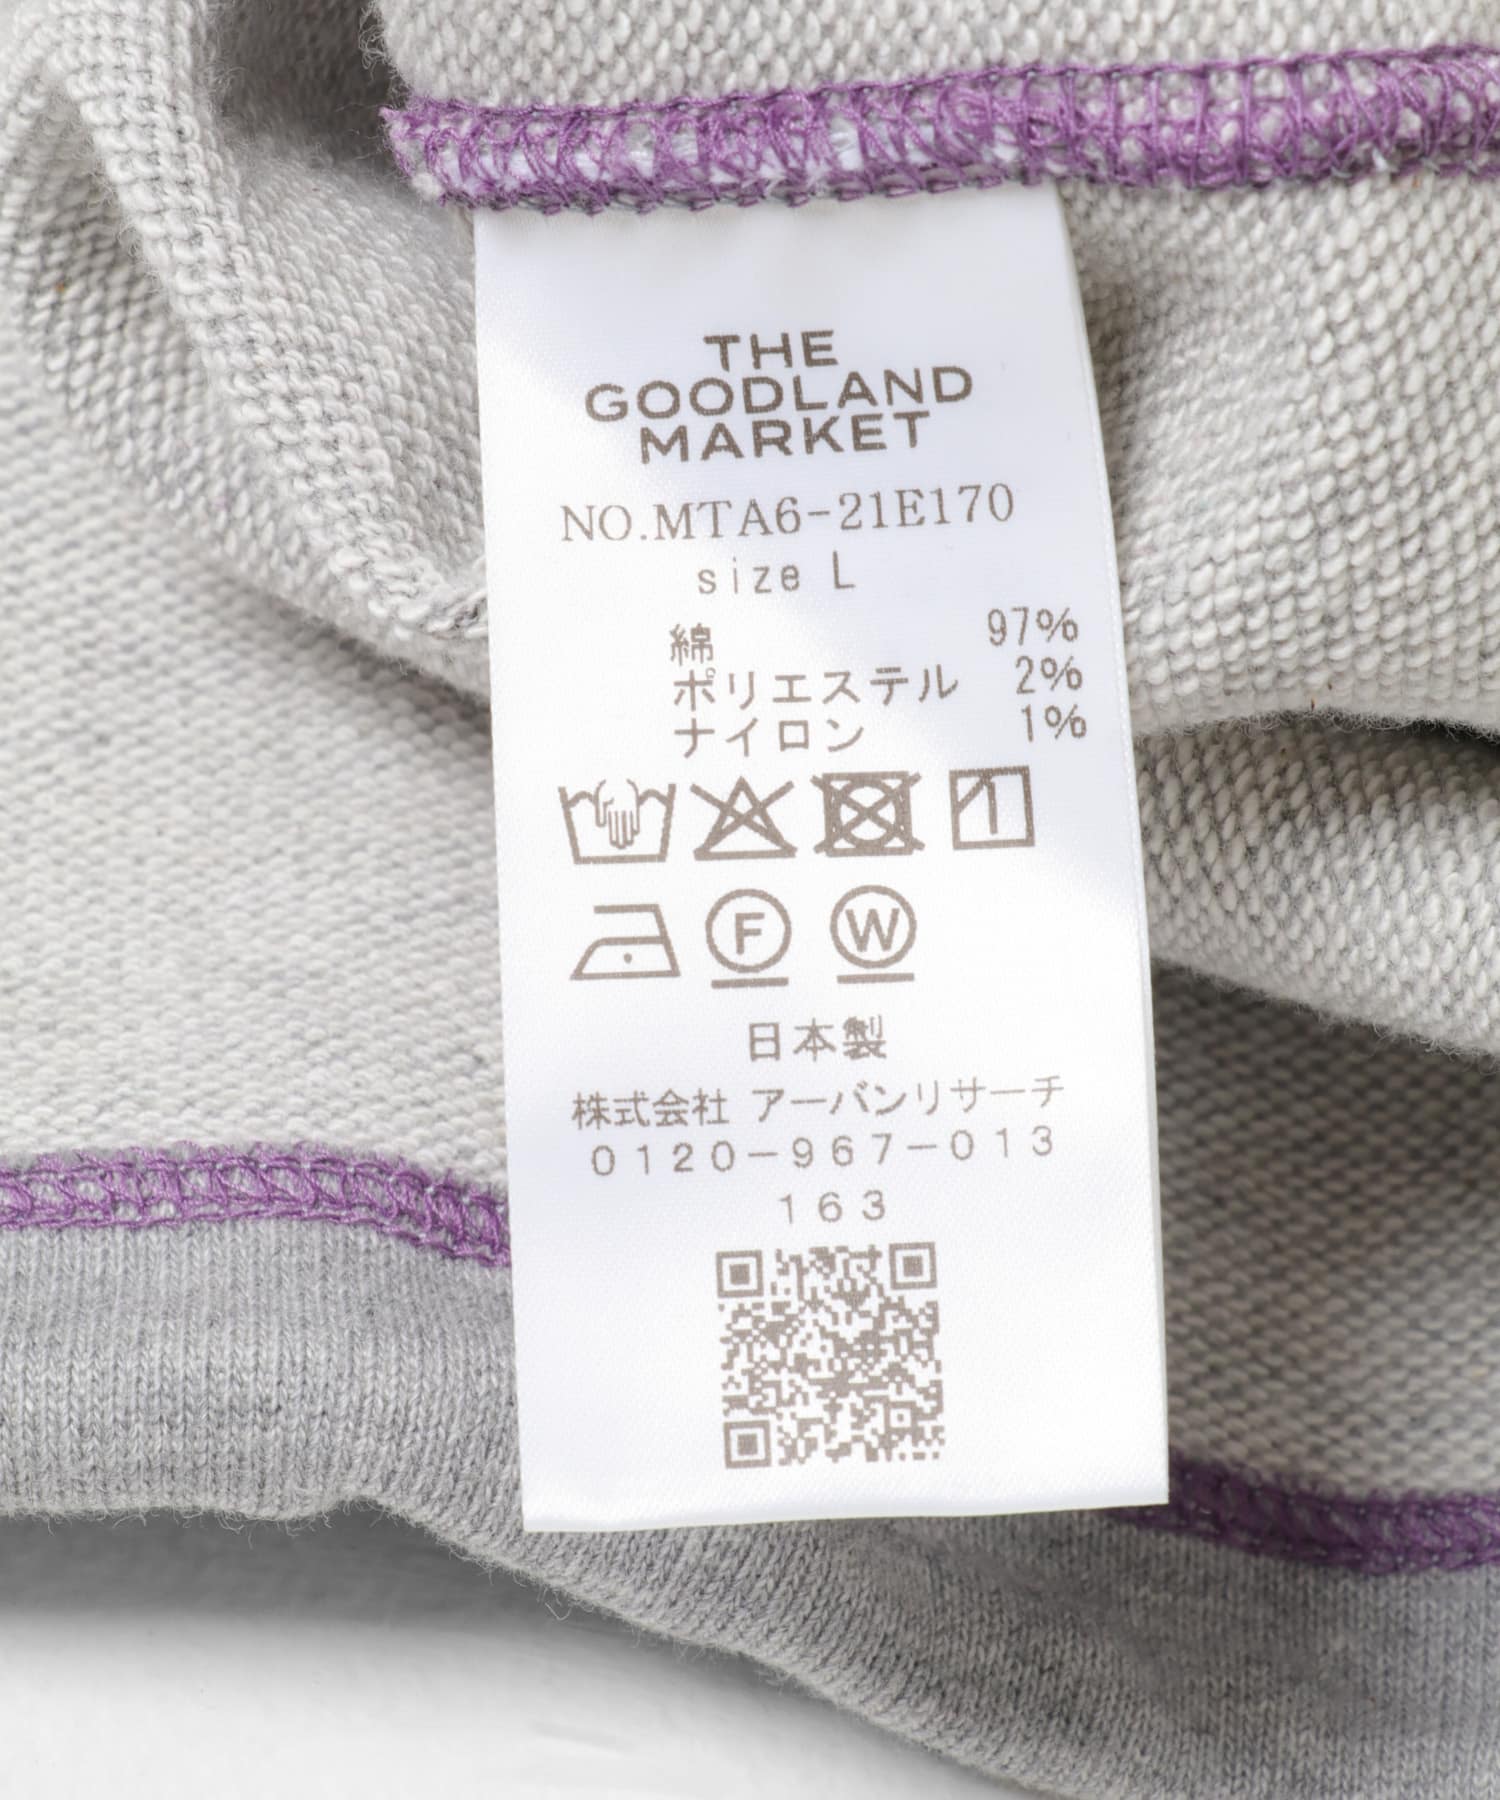 THE
GOODLAND
MARKET
NO.MTA6-21E170
size L
綿 97%
ポリエステル 2%
ナイロン 1%
F W
日本製
株式会社 アーバンリサーチ
0120-967-013
163